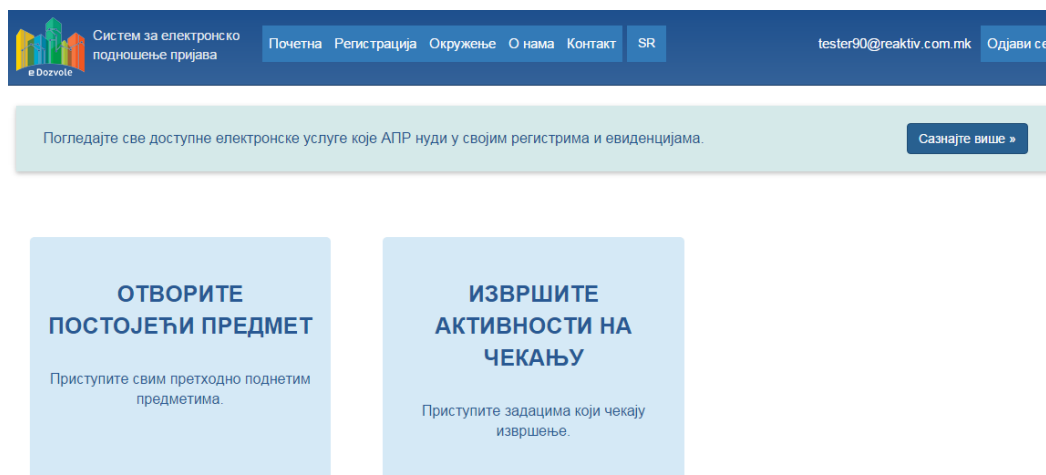 Систем за електронско
подношење пријава
e Dozvole
Почетна Регистрација Окружење О нама Контакт SR
tester90@reaktiv.com.mk Одјави се
Погледајте све доступне електронске услуге које АПР нуди у својим регистрима и евиденцијама.
Сазнајте више »
ОТВОРИТЕ
ПОСТОЈЕЋИ ПРЕДМЕТ
Приступите свим претходно поднетим
предметима.
ИЗВРШИТЕ
АКТИВНОСТИ НА
ЧЕКАЊУ
Приступите задацима који чекају
извршење.